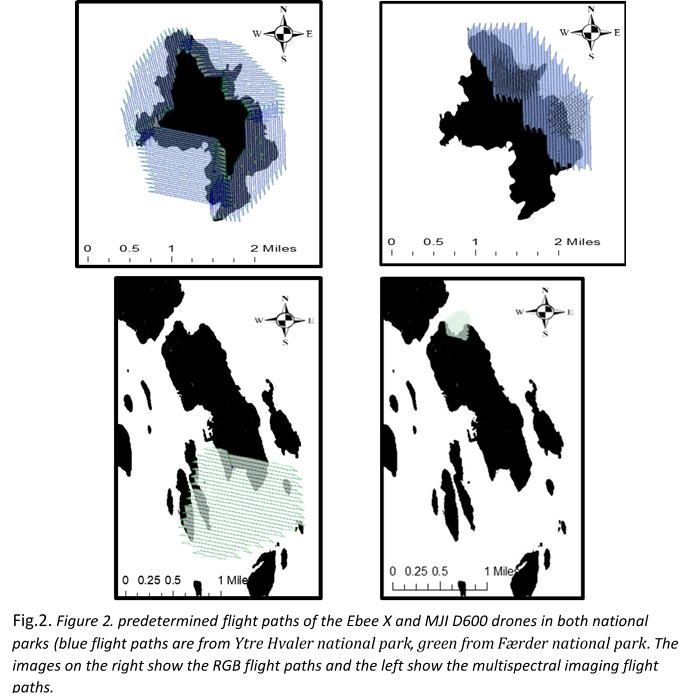 N
W E
S
0 0.5 1 2 Miles
N
W E
S
0 0.5 1 2 Miles
N
W E
S
0 0.25 0.5 1 Miles
N
W E
S
0 0.25 0.5 1 Miles
Fig.2. Figure 2. predetermined flight paths of the Ebee X and MJI D600 drones in both national
parks (blue flight paths are from Ytre Hvaler national park, green from Færder national park. The
images on the right show the RGB flight paths and the left show the multispectral imaging flight
paths.